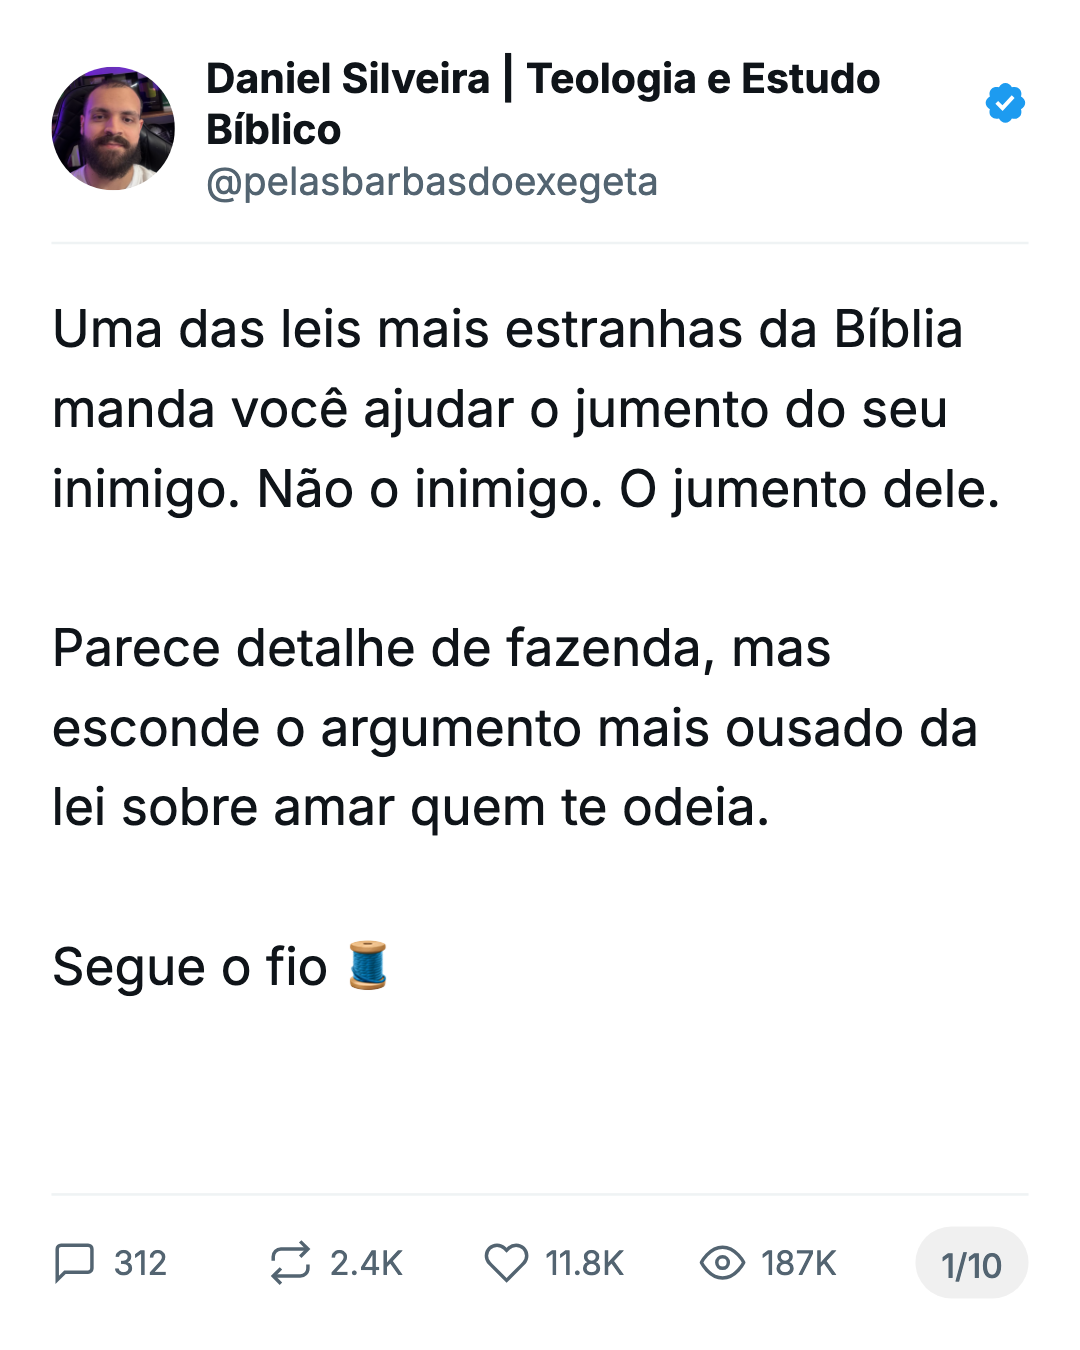 Daniel Silveira | Teologia e Estudo
Bíblico
@pelasbarbasdoexegeta
Uma das leis mais estranhas da Bíblia
manda você ajudar o jumento do seu
inimigo. Não o inimigo. O jumento dele.
Parece detalhe de fazenda, mas
esconde o argumento mais ousado da
lei sobre amar quem te odeia.
Segue o fio 🧵
312 2.4K 11.8K 187K 1/10